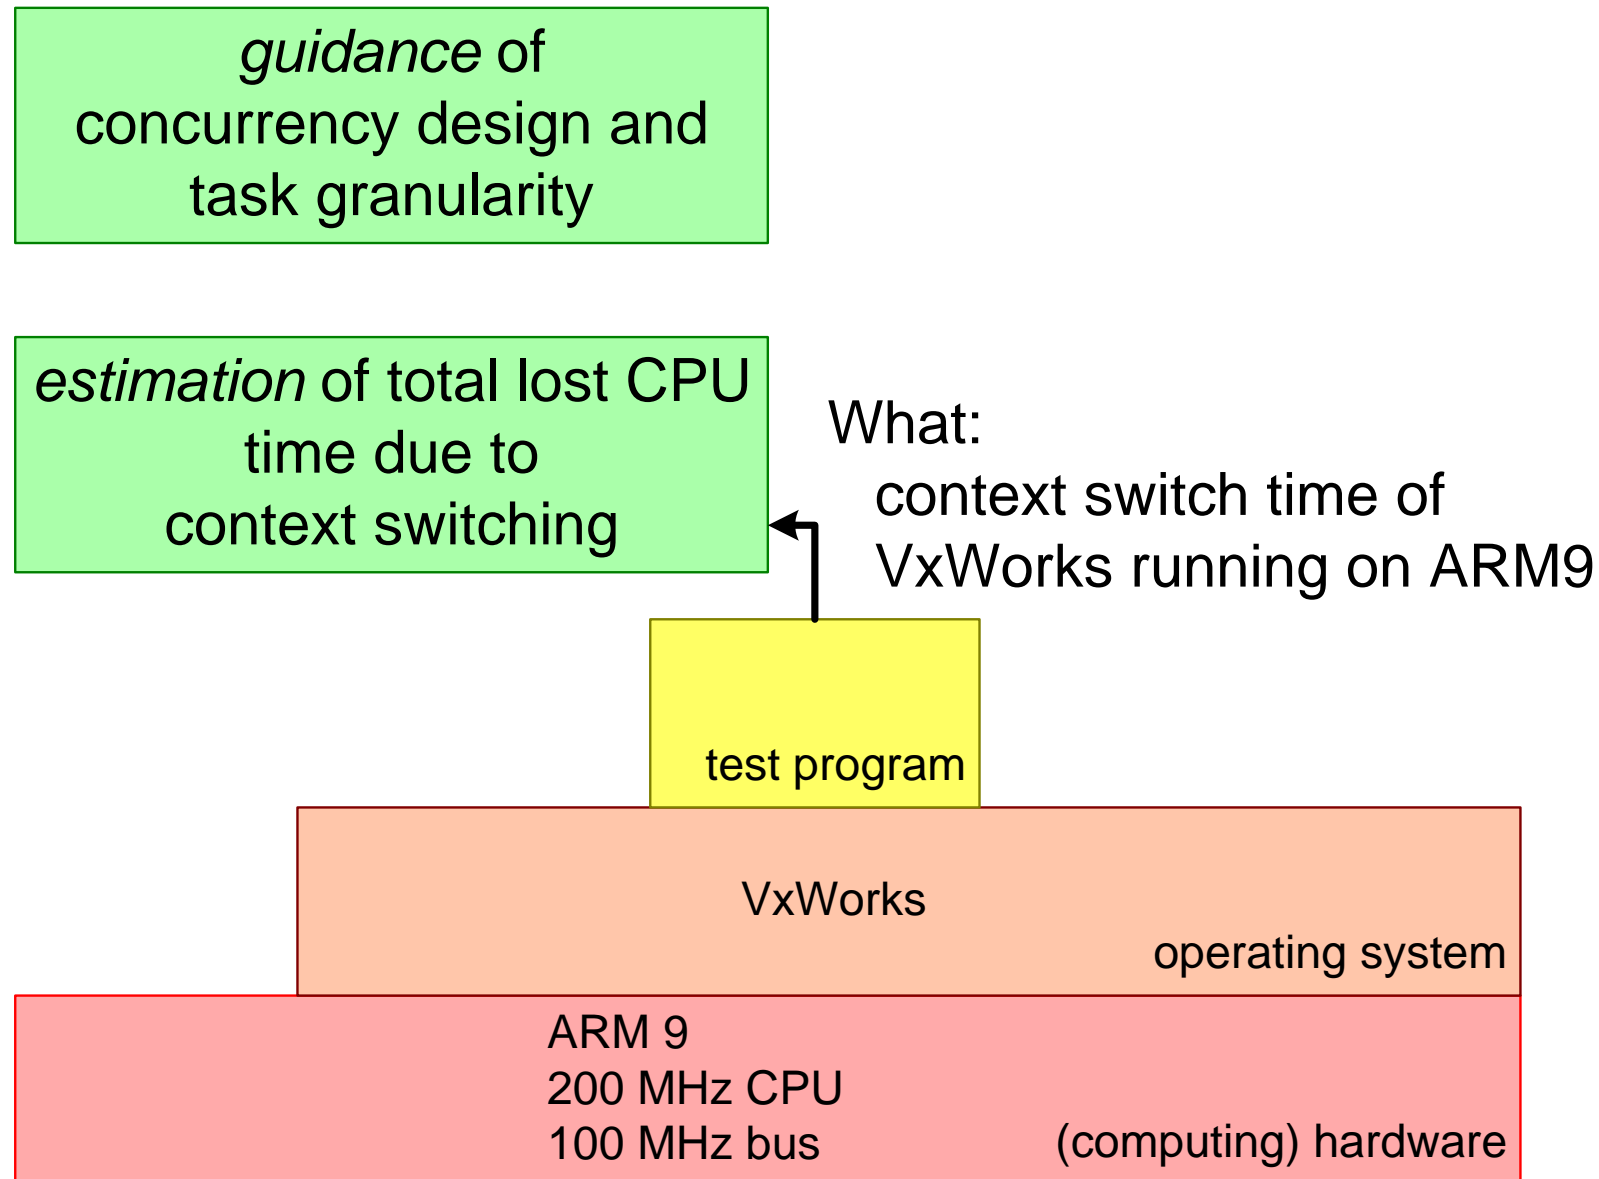 guidance of
concurrency design and
task granularity
estimation of total lost CPU
time due to
context switching
What:
context switch time of
VxWorks running on ARM9
test program
VxWorks
operating system
ARM 9
200 MHz CPU
100 MHz bus
(computing) hardware